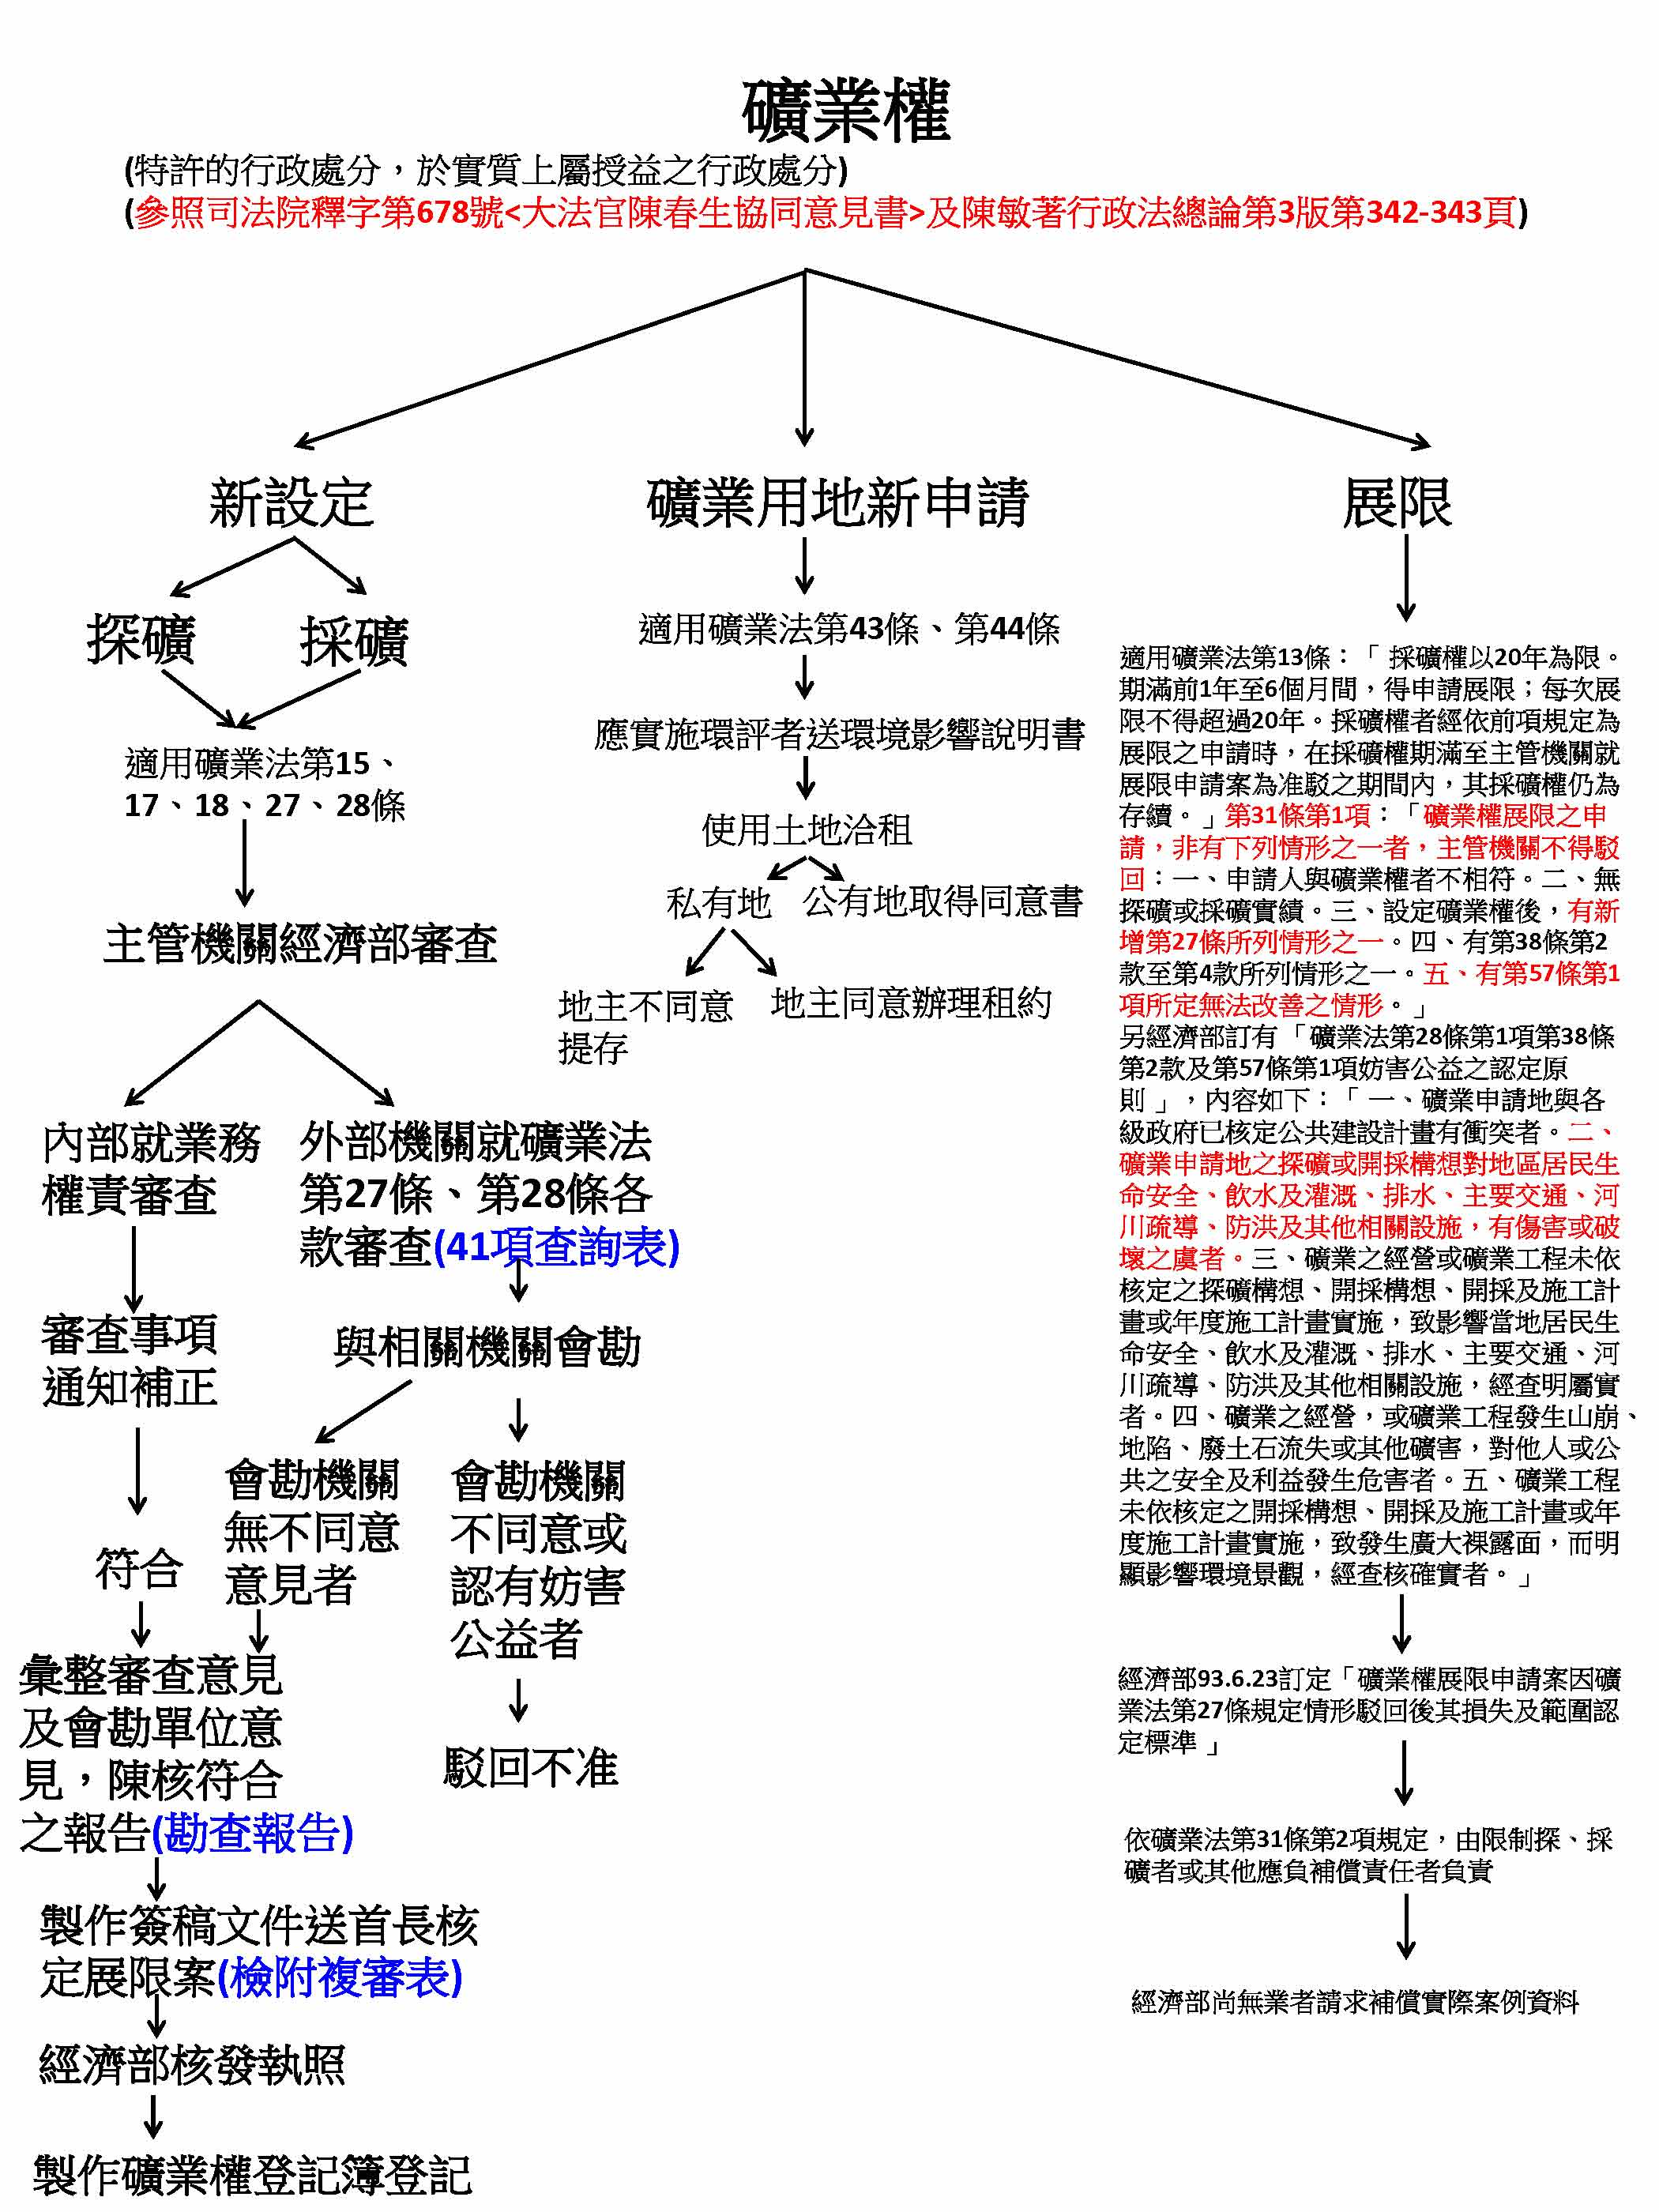 礦業權
(特許的行政處分，於實質上屬授益之行政處分)
(參照司法院釋字第678號<大法官陳春生協同意見書>及陳敏著行政法總論第3版第342-343頁)
新設定
探礦
採礦
適用礦業法第15、
17、18、27、28條
主管機關經濟部審查
內部就業務
權責審查
審查事項
通知補正
符合
外部機關就礦業法
第27條、第28條各
款審查(41項查詢表)
與相關機關會勘
會勘機關
無不同意
意見者
會勘機關
不同意或
認有妨害
公益者
駁回不准
彙整審查意見
及會勘單位意
見，陳核符合
之報告(勘查報告)
製作簽稿文件送首長核
定展限案(檢附複審表)
經濟部核發執照
製作礦業權登記簿登記
礦業用地新申請
適用礦業法第43條、第44條
應實施環評者送環境影響說明書
使用土地洽租
私有地
公有地取得同意書
地主不同意
提存
地主同意辦理租約
展限
適用礦業法第13條：「 採礦權以20年為限。
期滿前1年至6個月間，得申請展限；每次展
限不得超過20年。採礦權者經依前項規定為
展限之申請時，在採礦權期滿至主管機關就
展限申請案為准駁之期間內，其採礦權仍為
存續。」第31條第1項：「礦業權展限之申
請，非有下列情形之一者，主管機關不得駁
回：一、申請人與礦業權者不相符。二、無
探礦或採礦實績。三、設定礦業權後，有新
增第27條所列情形之一。四、有第38條第2
款至第4款所列情形之一。五、有第57條第1
項所定無法改善之情形。」
另經濟部訂有「礦業法第28條第1項第38條
第2款及第57條第1項妨害公益之認定原
則 」，內容如下：「 一、礦業申請地與各
級政府已核定公共建設計畫有衝突者。二、
礦業申請地之探礦或開採構想對地區居民生
命安全、飲水及灌溉、排水、主要交通、河
川疏導、防洪及其他相關設施，有傷害或破
壞之虞者。三、礦業之經營或礦業工程未依
核定之探礦構想、開採構想、開採及施工計
畫或年度施工計畫實施，致影響當地居民生
命安全、飲水及灌溉、排水、主要交通、河
川疏導、防洪及其他相關設施，經查明屬實
者。四、礦業之經營，或礦業工程發生山崩、
地陷、廢土石流失或其他礦害，對他人或公
共之安全及利益發生危害者。五、礦業工程
未依核定之開採構想、開採及施工計畫或年
度施工計畫實施，致發生廣大裸露面，而明
顯影響環境景觀，經查核確實者。」
經濟部93.6.23訂定「礦業權展限申請案因礦
業法第27條規定情形駁回後其損失及範圍認
定標準 」
依礦業法第31條第2項規定，由限制探、採
礦者或其他應負補償責任者負責
經濟部尚無業者請求補償實際案例資料